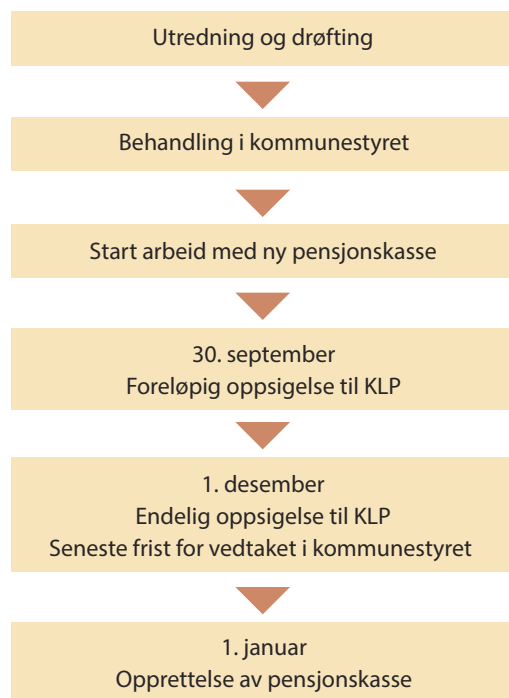 Utredning og drøfting
Behandling i kommunestyret
Start arbeid med ny pensjonskasse
30. september
Foreløpig oppsigelse til KLP
1. desember
Endelig oppsigelse til KLP
Seneste frist for vedtaket i kommunestyret
1. januar
Opprettelse av pensjonskasse